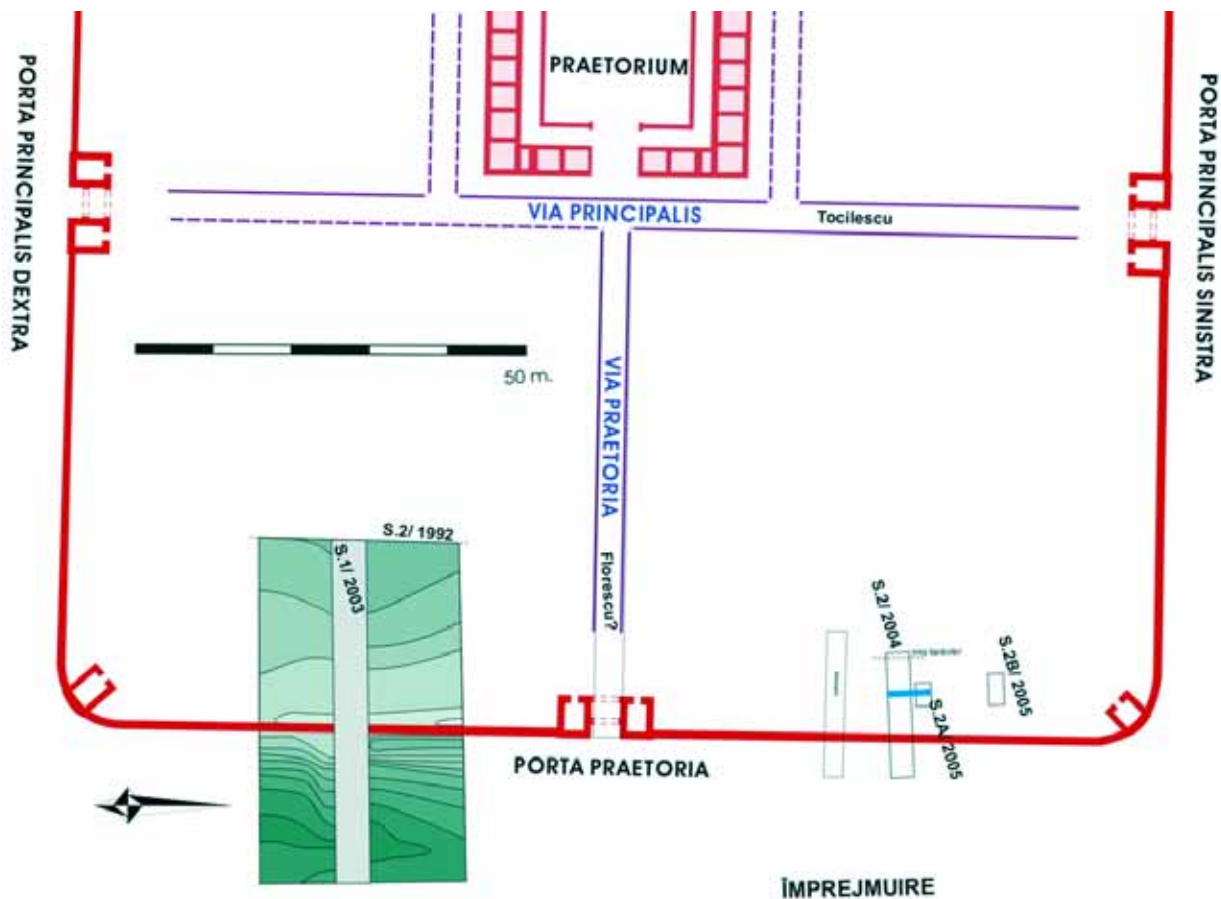 PRAETORIUM
PORTA PRINCIPALIS DEXTRA
PORTA PRINCIPALIS SINISTRA
VIA PRINCIPALIS
Tocilescu
50 m.
VIA PRAETORIA
Florescu?
S.2/ 1992
S.1/ 2003
S.2/ 2004
S.2B/ 2005
S.2A/ 2005
PORTA PRAETORIA
ÎMPREJMUIRE